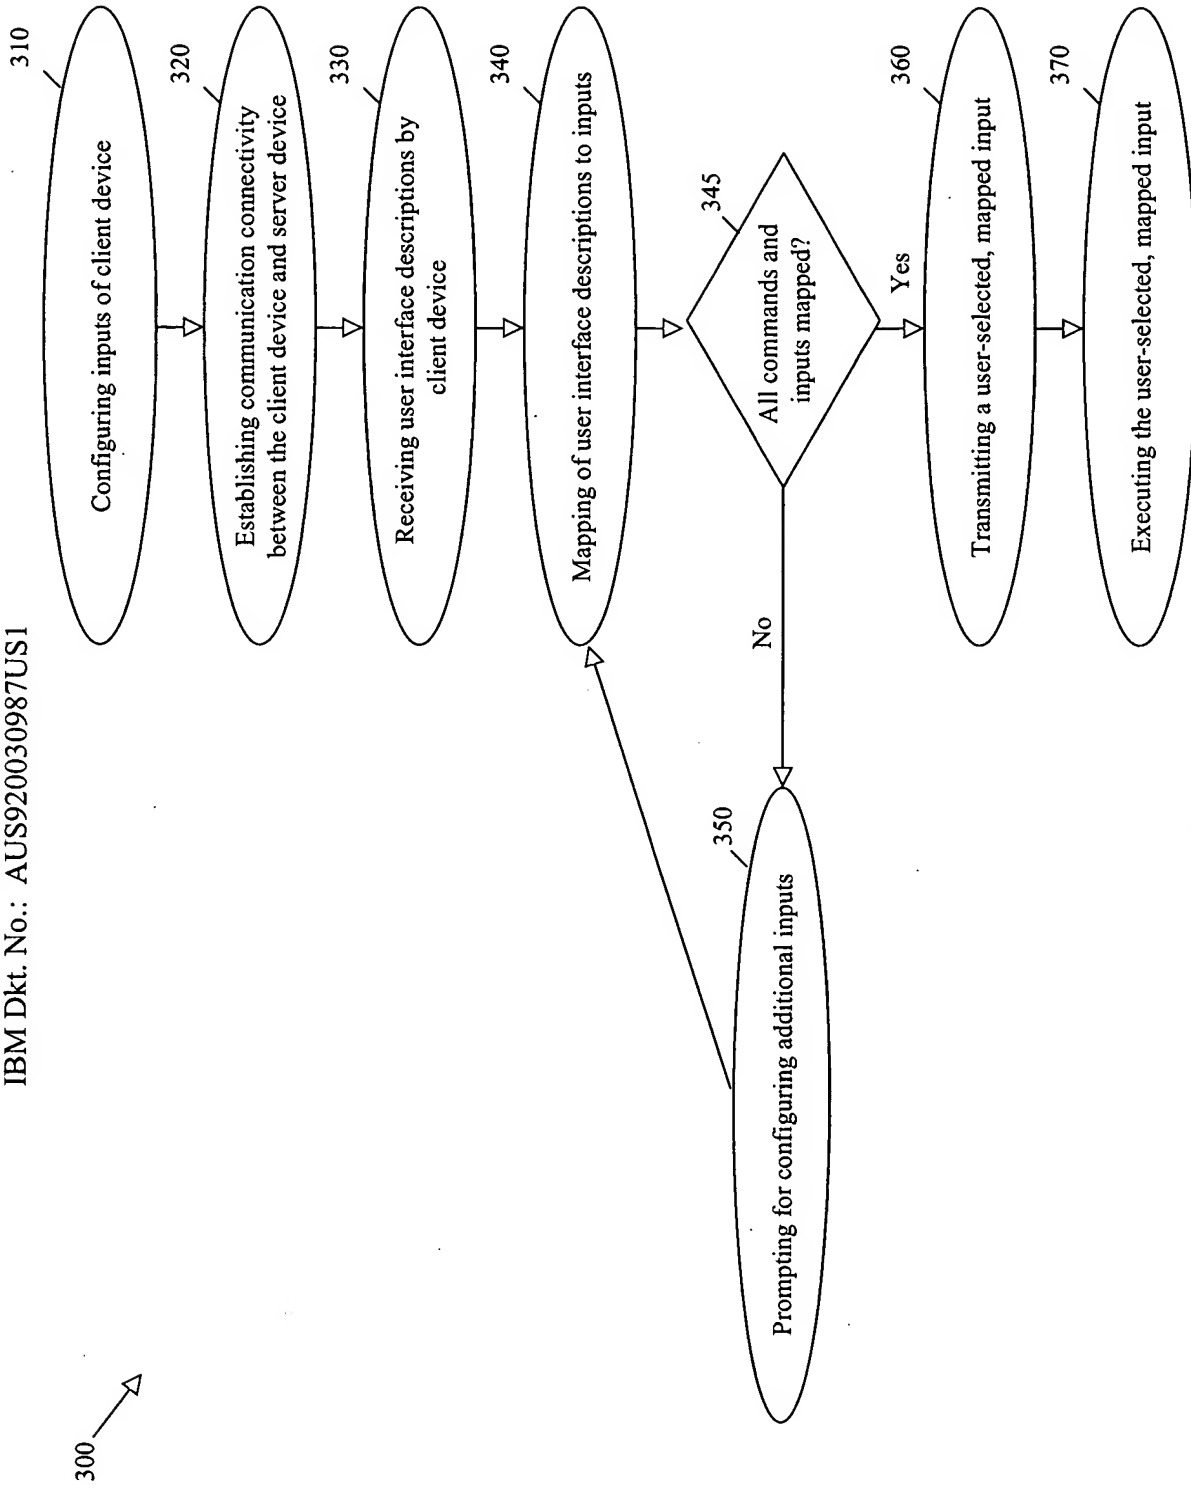 IBM Dkt. No.: AUS920030987US1
300
310
Configuring inputs of client device
320
Establishing communication connectivity
between the client device and server device
330
Receiving user interface descriptions by
client device
340
Mapping of user interface descriptions to inputs
345
All commands and
inputs mapped?
No
350
Prompting for configuring additional inputs
Yes
360
Transmitting a user-selected, mapped input
370
Executing the user-selected, mapped input